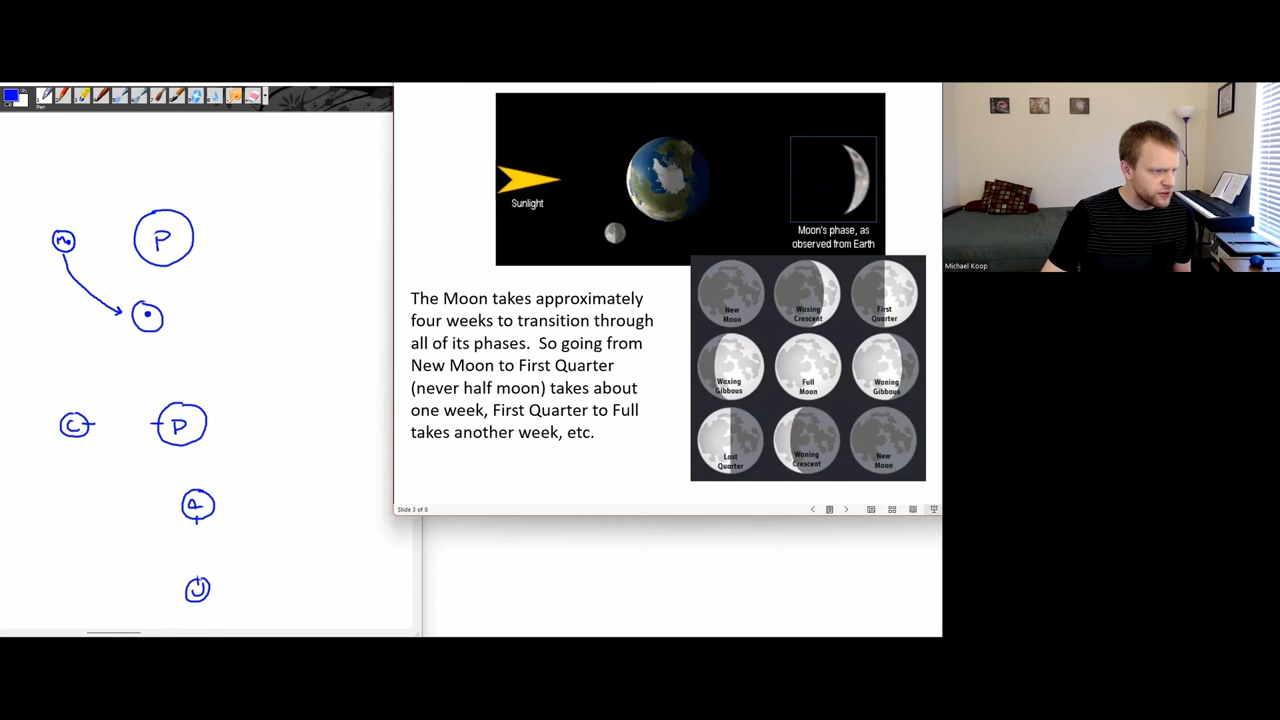 Sunlight
Moon's phase, as
observed from Earth
The Moon takes approximately
four weeks to transition through
all of its phases.  So going from
New Moon to First Quarter
(never half moon) takes about
one week, First Quarter to Full
takes another week, etc.
New
Moon
Waxing
Crescent
First
Quarter
Waxing
Gibbous
Full
Moon
Waning
Gibbous
Last
Quarter
Waning
Crescent
New
Moon
Slide 3 of 8
Michael Koop
P
C
P